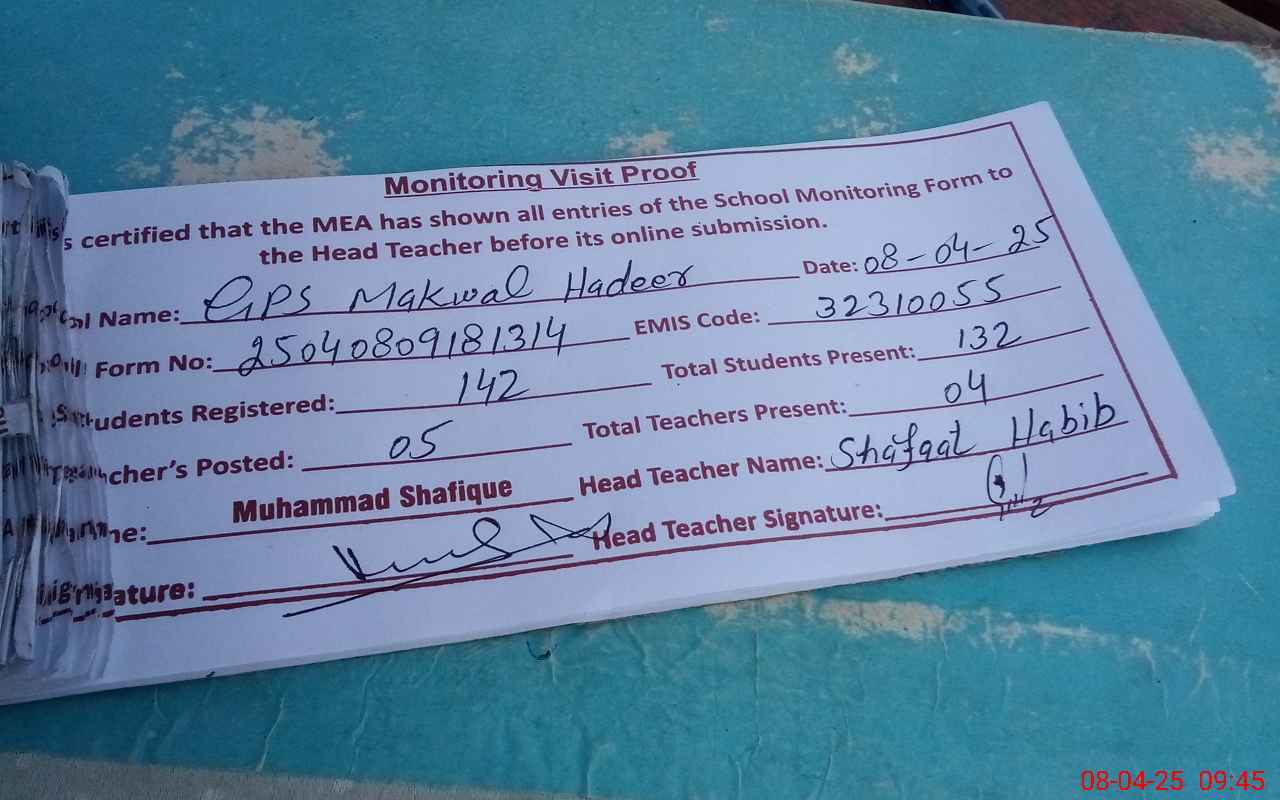 Monitoring Visit Proof
s certified that the MEA has shown all entries of the School Monitoring Form to
the Head Teacher before its online submission.
ol Name: GPS Makwal Hadeer Date: 08-04-25
Form No: 25040809181314 EMIS Code: 32310055
tudents Registered: 142 Total Students Present: 132
cher's Posted: 05 Total Teachers Present: 04
me: Muhammad Shafique Head Teacher Name: Shafaat Habib
ature: Head Teacher Signature:
08-04-25 09:45